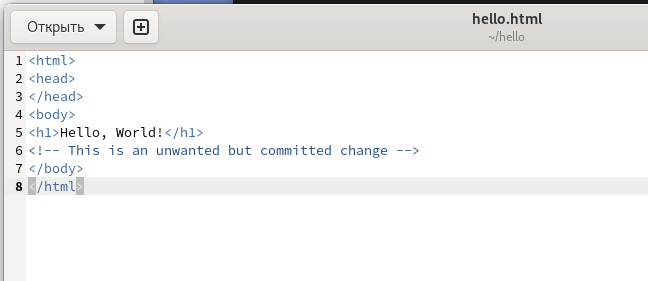 Открыть
hello.html
~/hello
1 <html>
2 <head>
3 </head>
4 <body>
5 <h1>Hello, World!</h1>
6 <!-- This is an unwanted but committed change -->
7 </body>
8 </html>